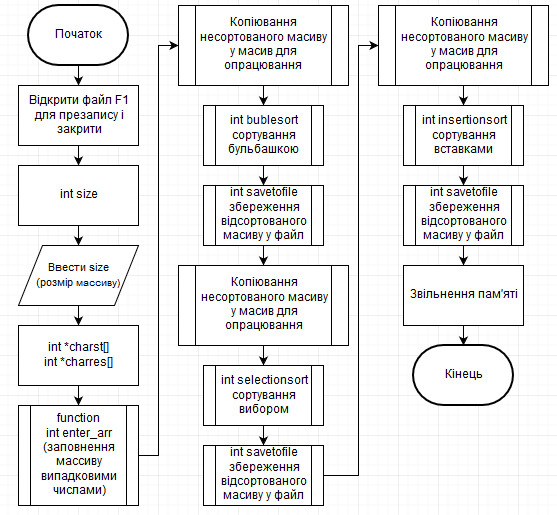 Початок
Відкрити файл F1
для презапису і
закрити
int size
Ввести size
(розмір массиву)
int *charst[]
int *charres[]
function
int enter_arr
(заповнення
массиву
випадковими
числами)
Копіювання
несортованого масиву
у масив для
опрацювання
int bublesort
сортування
бульбашкою
int savetofile
збереження
відсортованого
масиву у файл
Копіювання
несортованого масиву
у масив для
опрацювання
int selectionsort
сортування
вибором
int savetofile
збереження
відсортованого
масиву у файл
Копіювання
несортованого масиву
у масив для
опрацювання
int insertionsort
сортування
вставками
int savetofile
збереження
відсортованого
масиву у файл
Звільнення пам'яті
Кінець